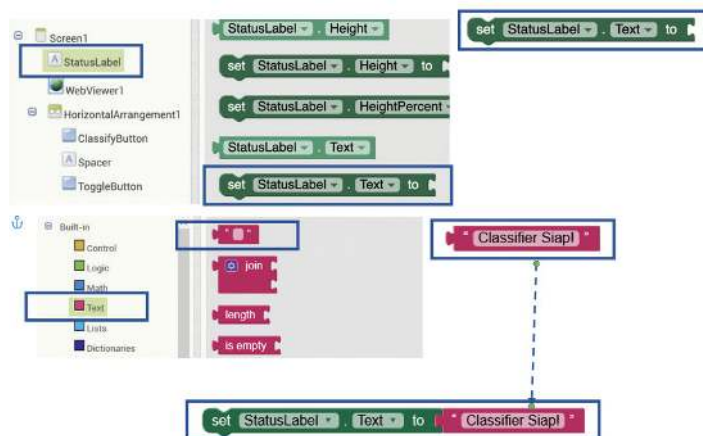 Screen1
StatusLabel
WebViewer1
HorizontalArrangement1
ClassifyButton
Spacer
ToggleButton
StatusLabel . Height
set StatusLabel . Height to
set StatusLabel . HeightPercent
StatusLabel . Text
set StatusLabel . Text to
set StatusLabel . Text to
Built-in
Control
Logic
Math
Text
Lists
Dictionaries
" "
join
length
is empty
" Classifier Siap! "
set StatusLabel . Text to " Classifier Siap! "